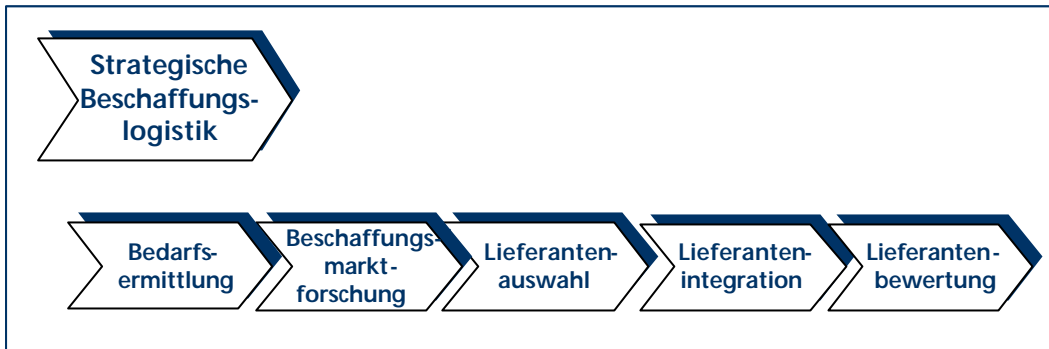 Strategische
Beschaffungs-
logistik
Bedarfs-
ermittlung
Beschaffungs-
markt-
forschung
Lieferanten-
auswahl
Lieferanten-
integration
Lieferanten-
bewertung